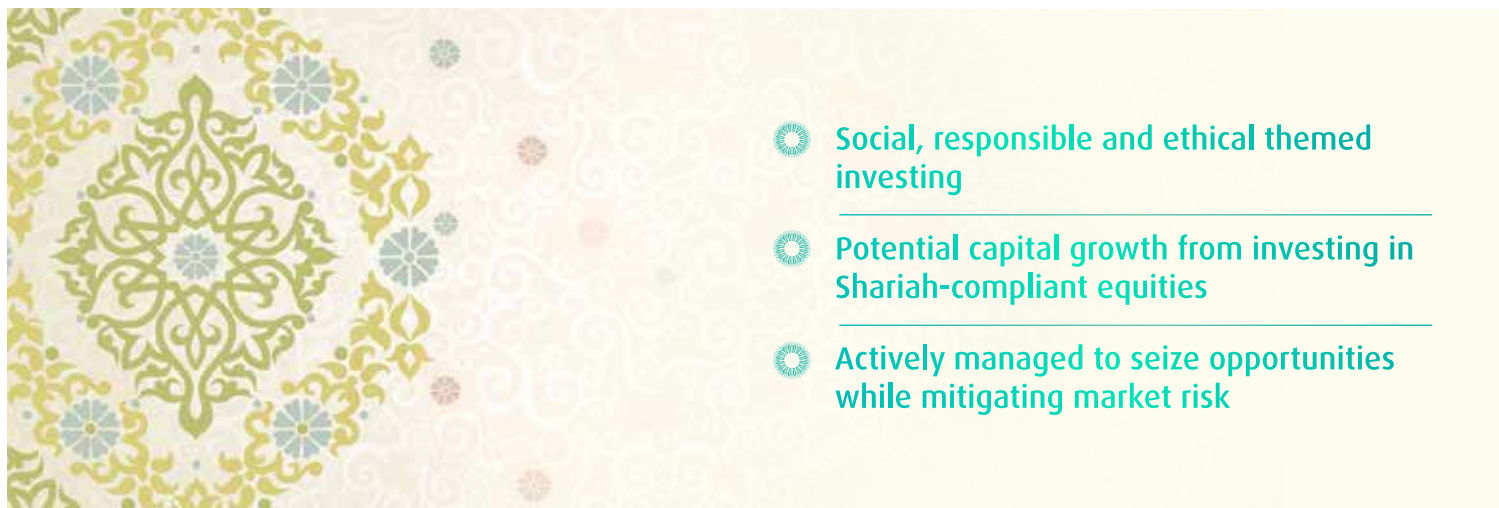 Social, responsible and ethical themed
investing
Potential capital growth from investing in
Shariah-compliant equities
Actively managed to seize opportunities
while mitigating market risk